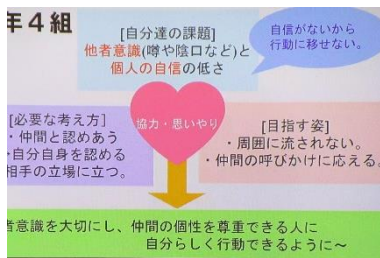 年４組
[自分達の課題]
他者意識(噂や陰口など)と
個人の自信の低さ
自信がないから
行動に移せない。
[必要な考え方]
・仲間と認めあう
・自分自身を認める
相手の立場に立つ。
協力・思いやり
[目指す姿]
・周囲に流されない。
・仲間の呼びかけに応える。
者意識を大切にし、仲間の個性を尊重できる人に
自分らしく行動できるように～